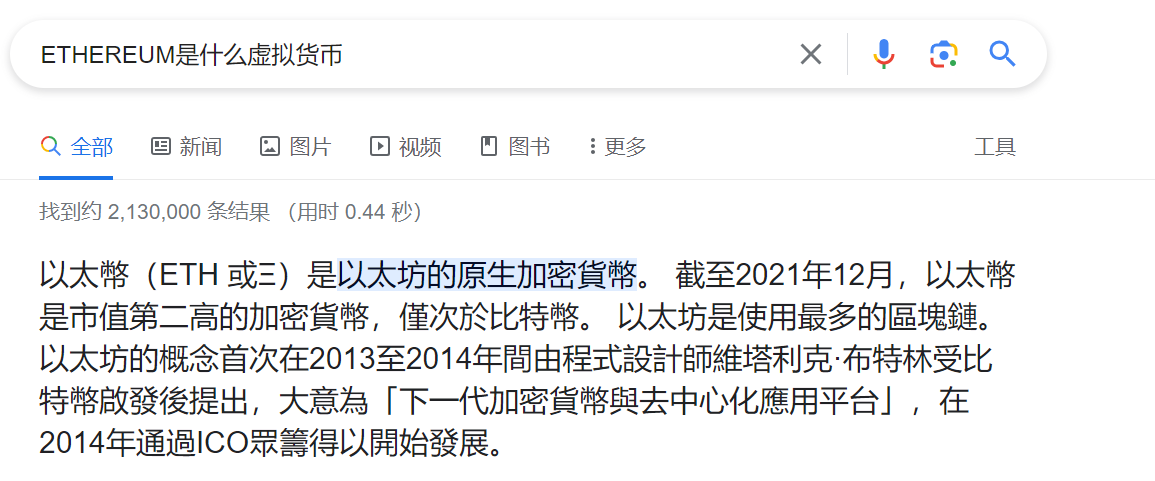 ETHEREUM是什么虚拟货币
全部 新闻 图片 视频 图书 更多 工具
找到约 2,130,000 条结果 （用时 0.44 秒）
以太幣（ETH 或Ξ）是以太坊的原生加密貨幣。 截至2021年12月，以太幣
是市值第二高的加密貨幣，僅次於比特幣。 以太坊是使用最多的區塊鏈。
以太坊的概念首次在2013至2014年間由程式設計師維塔利克·布特林受比
特幣啟發後提出，大意為「下一代加密貨幣與去中心化應用平台」，在
2014年通過ICO眾籌得以開始發展。